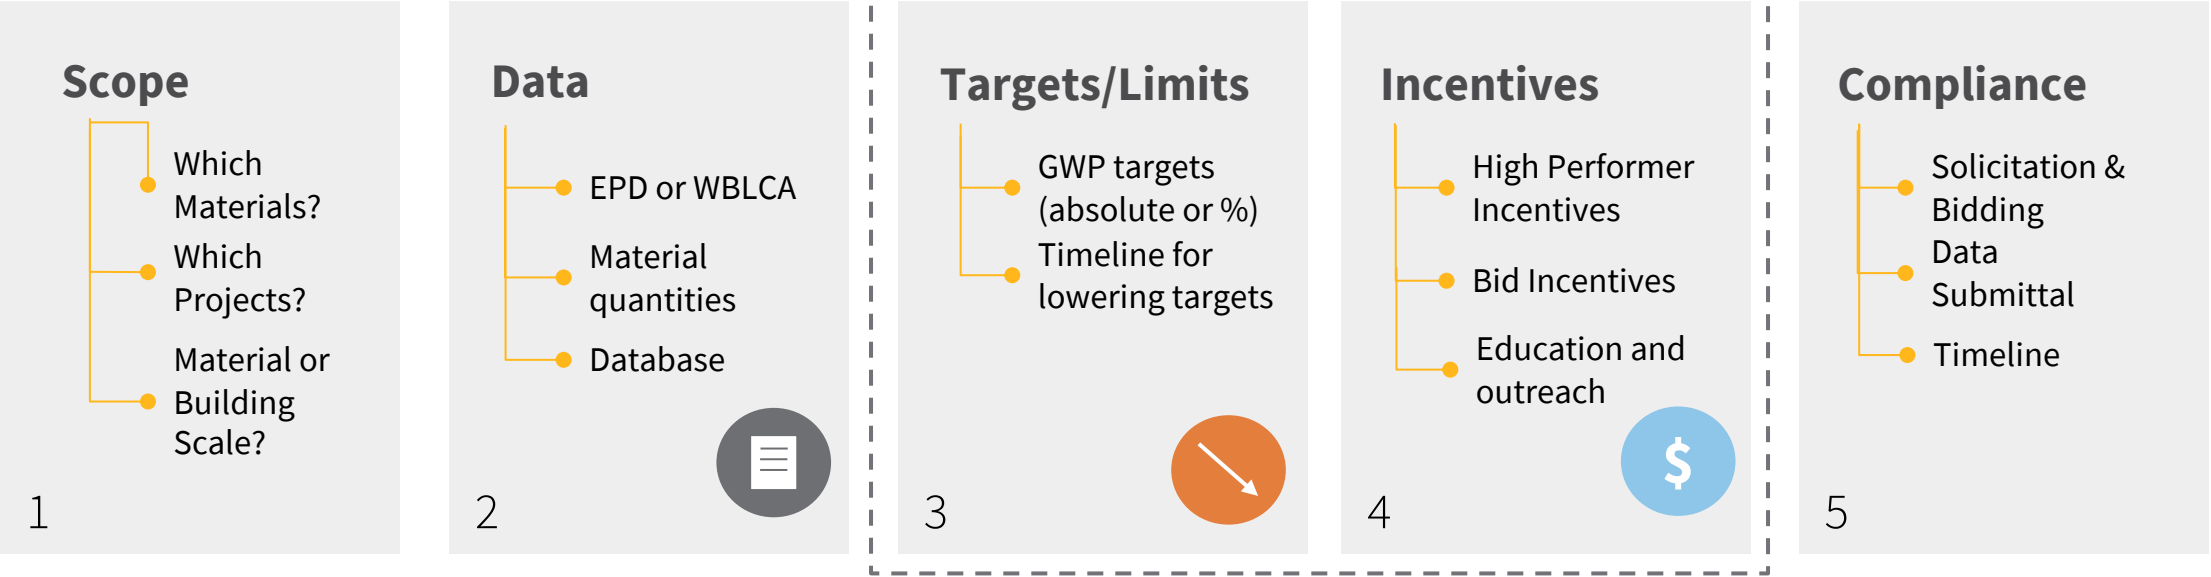 Scope
Which
Materials?
Which
Projects?
Material or
Building
Scale?
1
Data
EPD or WBLCA
Material
quantities
Database
2
Targets/Limits
GWP targets
(absolute or %)
Timeline for
lowering targets
3
Incentives
High Performer
Incentives
Bid Incentives
Education and
outreach
$
4
Compliance
Solicitation &
Bidding
Data
Submittal
Timeline
5